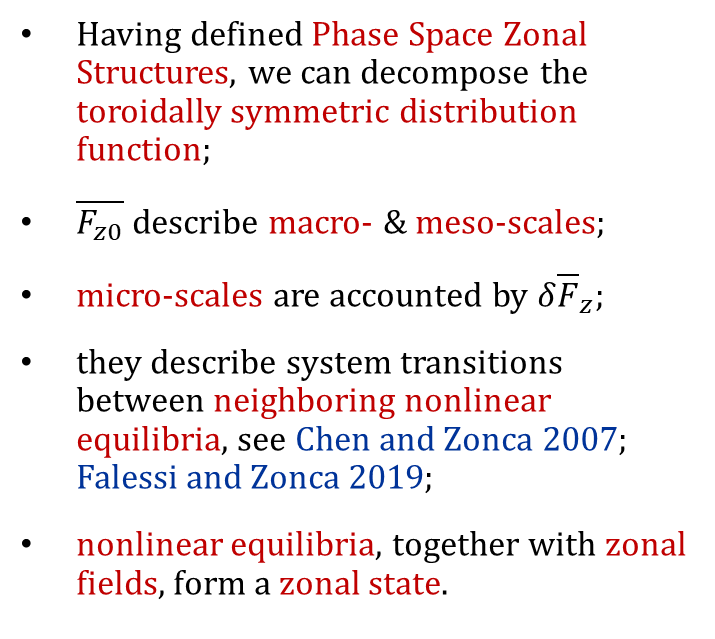 • Having defined Phase Space Zonal
Structures, we can decompose the
toroidally symmetric distribution
function;
• $\overline{F_{z0}}$ describe macro- & meso-scales;
• micro-scales are accounted by $\delta \overline{F}_z$;
• they describe system transitions
between neighboring nonlinear
equilibria, see Chen and Zonca 2007;
Falessi and Zonca 2019;
• nonlinear equilibria, together with zonal
fields, form a zonal state.